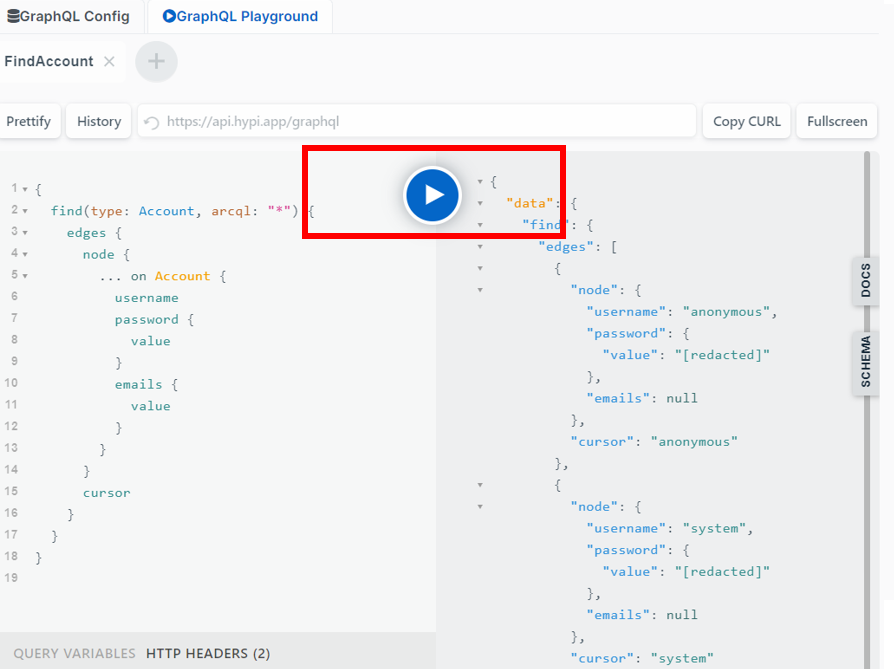 GraphQL Config
GraphQL Playground
FindAccount
Prettify
History
https://api.hypi.app/graphql
Copy CURL
Fullscreen
1 {
2 find(type: Account, arcql: "*") {
3 edges {
4 node {
5 ... on Account {
6 username
7 password {
8 value
9 }
10 emails {
11 value
12 }
13 }
14 }
15 cursor
16 }
17 }
18 }
19
{
"data": {
"find": {
"edges": [
{
"node": {
"username": "anonymous",
"password": {
"value": "[redacted]"
},
"emails": null
},
"cursor": "anonymous"
},
{
"node": {
"username": "system",
"password": {
"value": "[redacted]"
},
"emails": null
},
"cursor": "system"
DOCS
SCHEMA
QUERY VARIABLES
HTTP HEADERS (2)